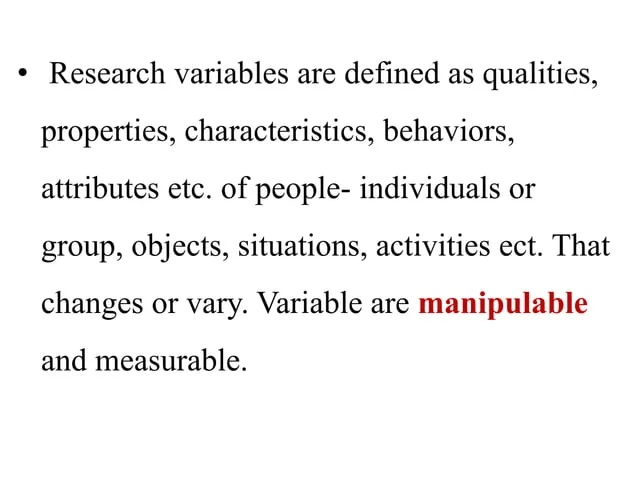 • Research variables are defined as qualities,
properties, characteristics, behaviors,
attributes etc. of people- individuals or
group, objects, situations, activities ect. That
changes or vary. Variable are manipulable
and measurable.